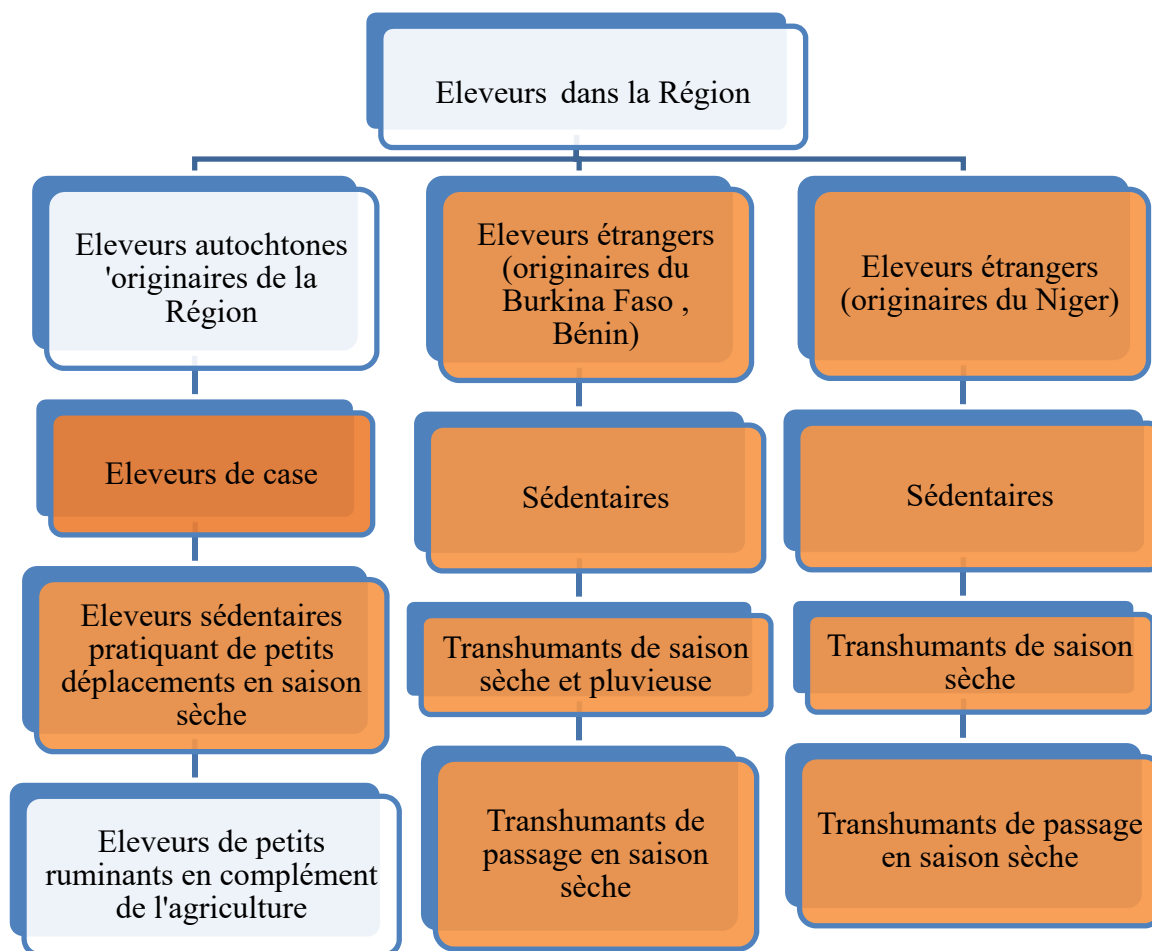 Eleveurs dans la Région
Eleveurs autochtones
'originaires de la
Région
Eleveurs de case
Eleveurs sédentaires
pratiquant de petits
déplacements en saison
sèche
Eleveurs de petits
ruminants en complément
de l'agriculture
Eleveurs étrangers
(originaires du
Burkina Faso ,
Bénin)
Sédentaires
Transhumants de saison
sèche et pluvieuse
Transhumants de
passage en saison
sèche
Eleveurs étrangers
(originaires du Niger)
Sédentaires
Transhumants de saison
sèche
Transhumants de passage
en saison sèche